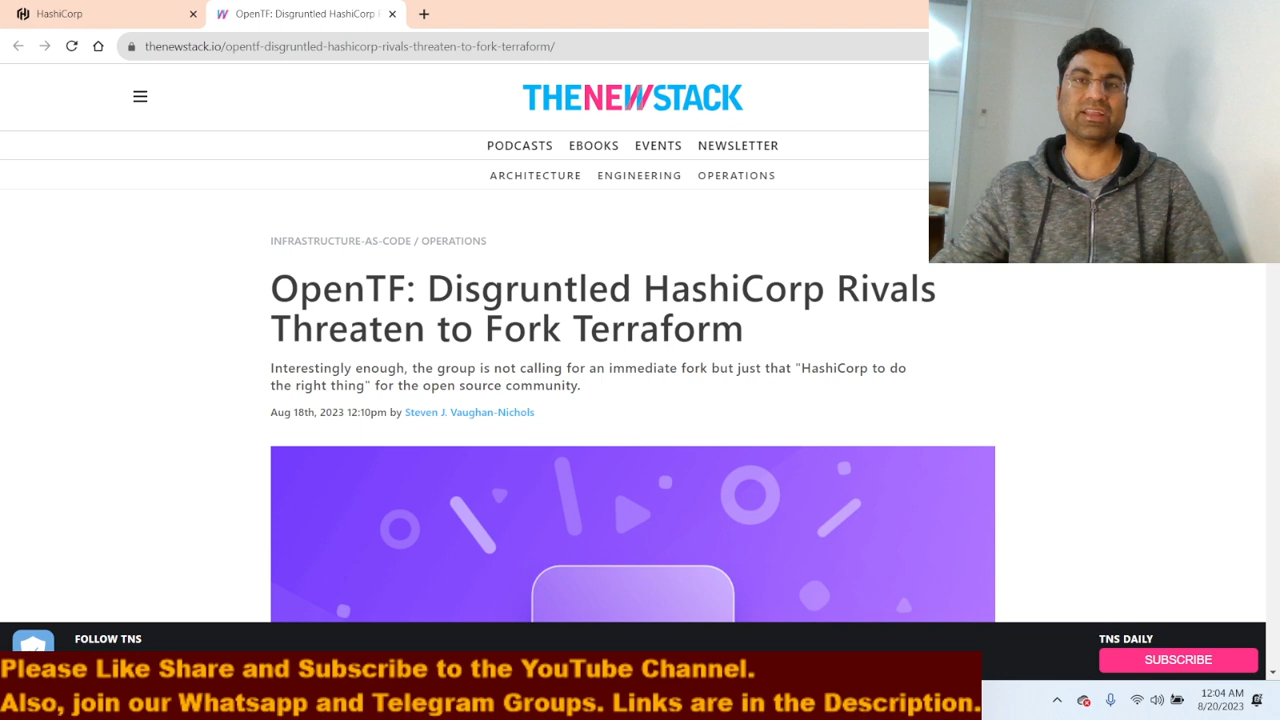 HashiCorp
OpenTF: Disgruntled HashiCorp
thenewstack.io/opentf-disgruntled-hashicorp-rivals-threaten-to-fork-terraform/
THENEWSTACK
PODCASTS EBOOKS EVENTS NEWSLETTER
ARCHITECTURE ENGINEERING OPERATIONS
INFRASTRUCTURE-AS-CODE / OPERATIONS
OpenTF: Disgruntled HashiCorp Rivals
Threaten to Fork Terraform
Interestingly enough, the group is not calling for an immediate fork but just that "HashiCorp to do
the right thing" for the open source community.
Aug 18th, 2023 12:10pm by Steven J. Vaughan-Nichols
FOLLOW TNS
TNS DAILY
SUBSCRIBE
Please Like Share and Subscribe to the YouTube Channel.
Also, join our Whatsapp and Telegram Groups. Links are in the Description.
12:04 AM
8/20/2023